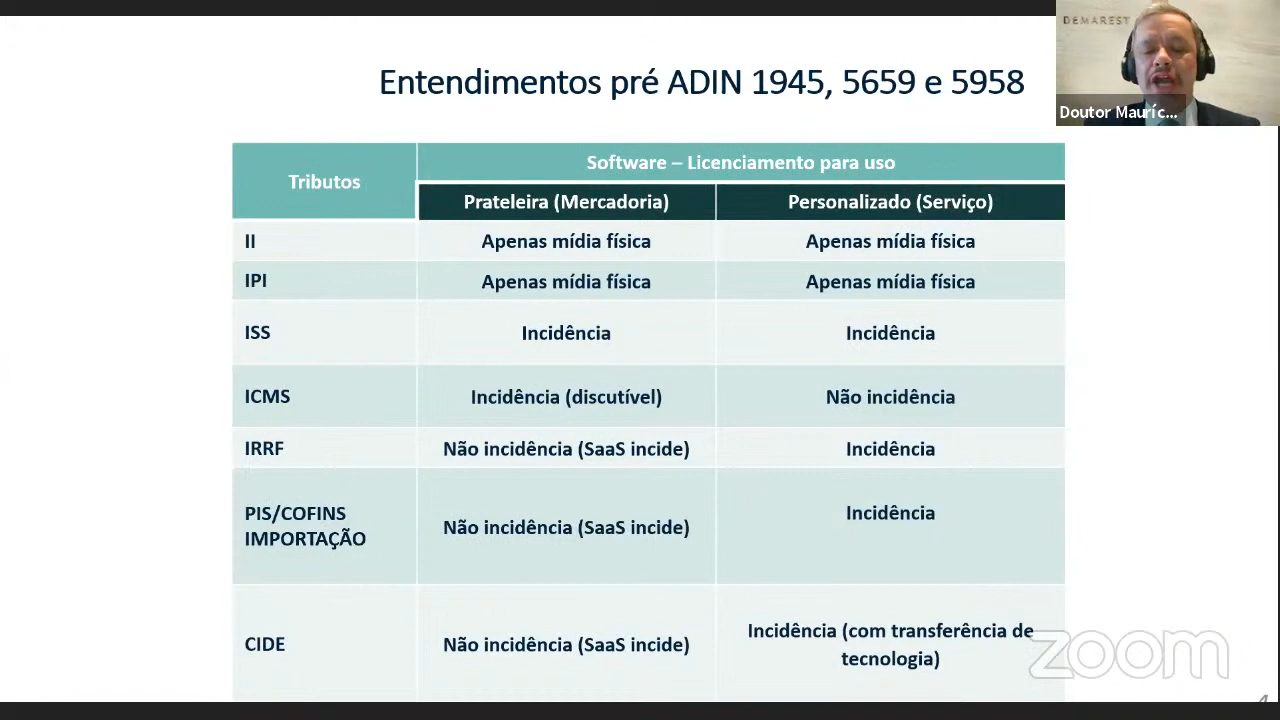 DEMAREST
Doutor Mauríc...
Entendimentos pré ADIN 1945, 5659 e 5958
Tributos
Software – Licenciamento para uso
Prateleira (Mercadoria)
Personalizado (Serviço)
II
Apenas mídia física
Apenas mídia física
IPI
Apenas mídia física
Apenas mídia física
ISS
Incidência
Incidência
ICMS
Incidência (discutível)
Não incidência
IRRF
Não incidência (SaaS incide)
Incidência
PIS/COFINS
IMPORTAÇÃO
Não incidência (SaaS incide)
Incidência
CIDE
Não incidência (SaaS incide)
Incidência (com transferência de
tecnologia)
zoom